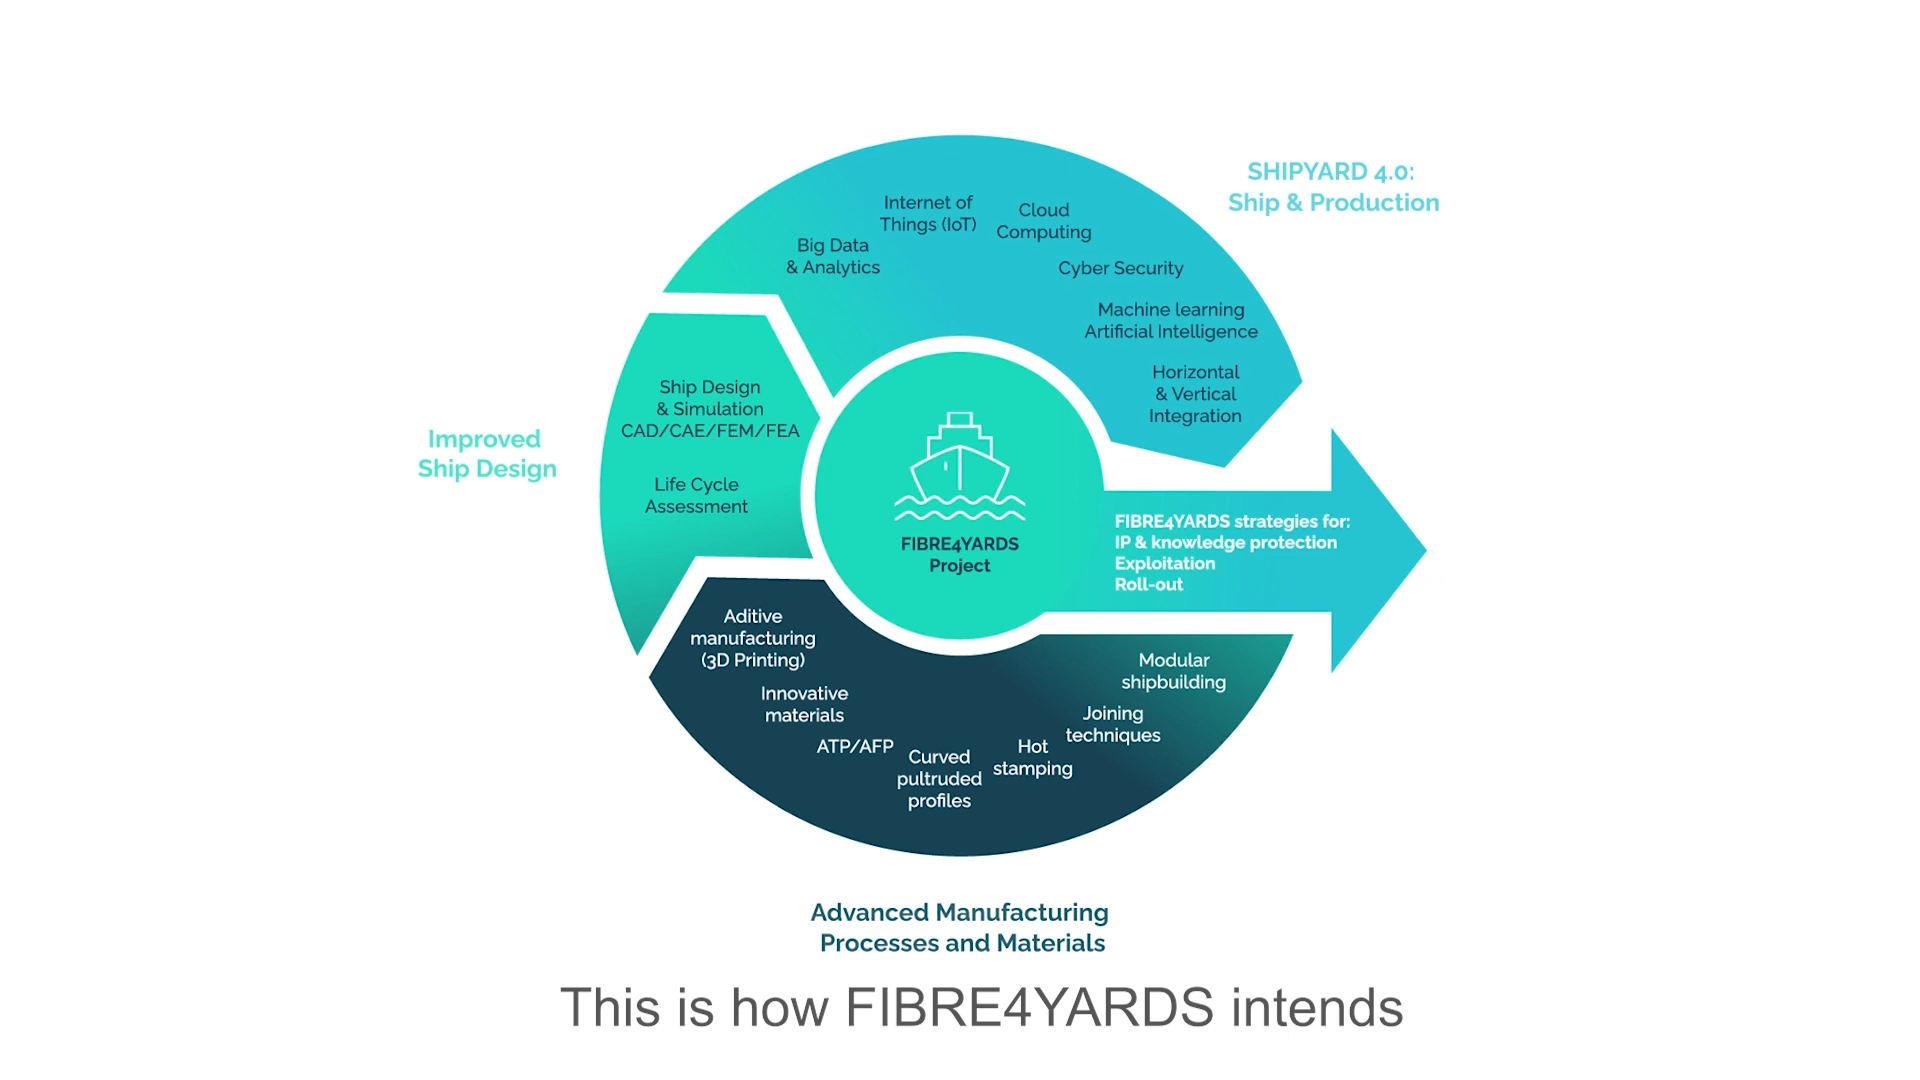 SHIPYARD 4.0:
Ship & Production
Internet of
Things (IoT)
Cloud
Computing
Big Data
& Analytics
Cyber Security
Machine learning
Artificial Intelligence
Horizontal
& Vertical
Integration
Improved
Ship Design
Ship Design
& Simulation
CAD/CAE/FEM/FEA
Life Cycle
Assessment
FIBRE4YARDS
Project
FIBRE4YARDS strategies for:
IP & knowledge protection
Exploitation
Roll-out
Aditive
manufacturing
(3D Printing)
Innovative
materials
ATP/AFP
Curved
pultruded
profiles
Hot
stamping
Joining
techniques
Modular
shipbuilding
Advanced Manufacturing
Processes and Materials
This is how FIBRE4YARDS intends